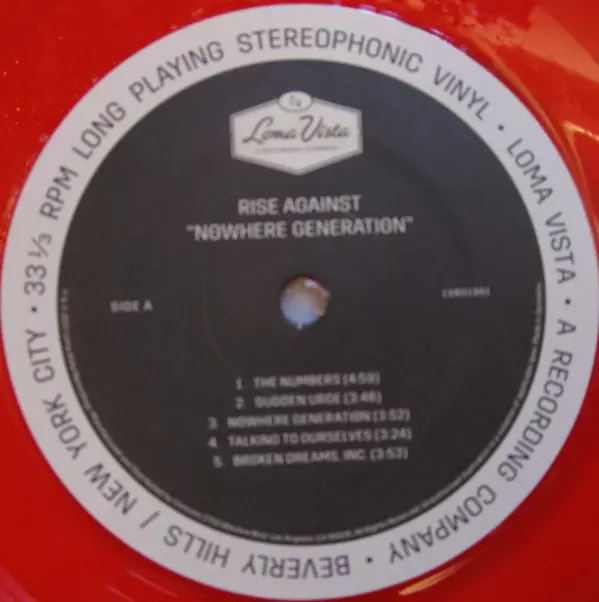 33 1/3 RPM LONG PLAYING STEREOPHONIC VINYL • LOMA VISTA • A RECORDING COMPANY • BEVERLY HILLS / NEW YORK CITY •
Loma Vista
RISE AGAINST
"NOWHERE GENERATION"
SIDE A
1. THE NUMBERS (4:59)
2. SUDDEN URGE (3:46)
3. NOWHERE GENERATION (3:52)
4. TALKING TO OURSELVES (3:24)
5. BROKEN DREAMS, INC. (3:53)